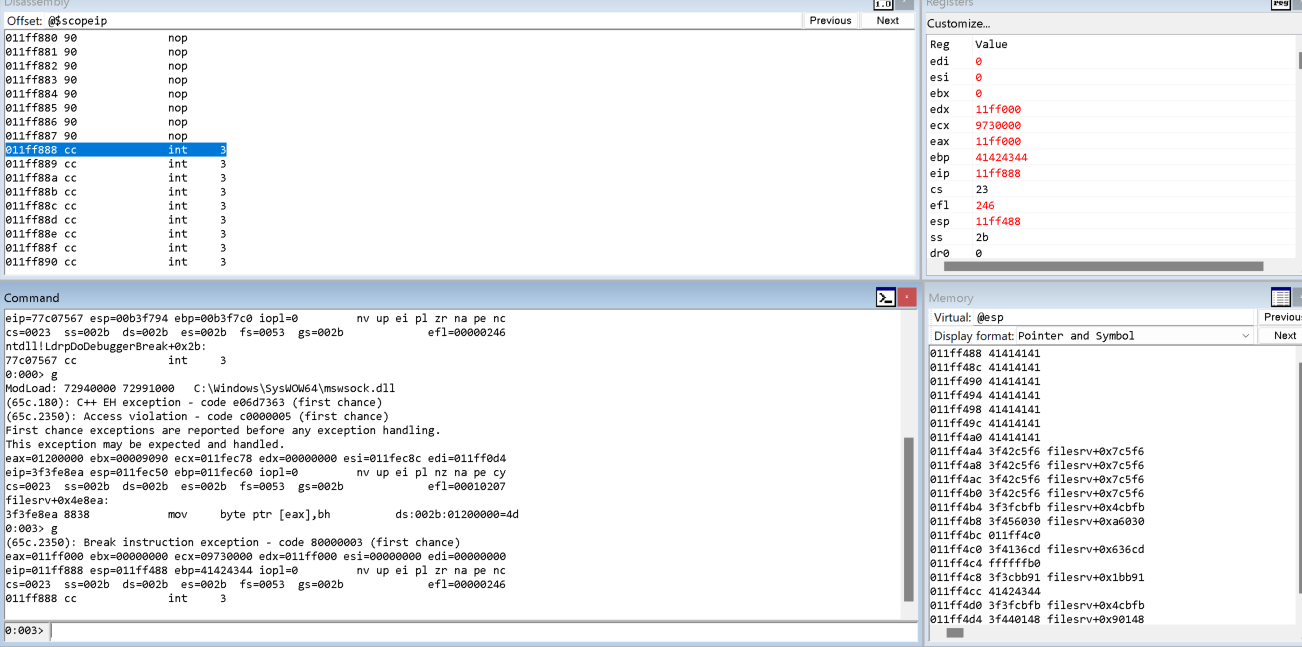 Disassembly
Offset: @$scopeip Previous Next
011ff880 90 nop
011ff881 90 nop
011ff882 90 nop
011ff883 90 nop
011ff884 90 nop
011ff885 90 nop
011ff886 90 nop
011ff887 90 nop
011ff888 cc int 3
011ff889 cc int 3
011ff88a cc int 3
011ff88b cc int 3
011ff88c cc int 3
011ff88d cc int 3
011ff88e cc int 3
011ff88f cc int 3
011ff890 cc int 3
Registers
Customize...
Reg Value
edi 0
esi 0
ebx 0
edx 11ff000
ecx 9730000
eax 11ff000
ebp 41424344
eip 11ff888
cs 23
efl 246
esp 11ff488
ss 2b
dr0 0
Command
eip=77c07567 esp=00b3f794 ebp=00b3f7c0 iopl=0 nv up ei pl zr na pe nc
cs=0023 ss=002b ds=002b es=002b fs=0053 gs=002b efl=00000246
ntdll!LdrpDoDebuggerBreak+0x2b:
77c07567 cc int 3
0:000> g
ModLoad: 72940000 72991000 C:\Windows\SysWOW64\mswsock.dll
(65c.180): C++ EH exception - code e06d7363 (first chance)
(65c.2350): Access violation - code c0000005 (first chance)
First chance exceptions are reported before any exception handling.
This exception may be expected and handled.
eax=01200000 ebx=00009090 ecx=011fec78 edx=00000000 esi=011fec8c edi=011ff0d4
eip=3f3fe8ea esp=011fec50 ebp=011fec60 iopl=0 nv up ei pl nz na pe cy
cs=0023 ss=002b ds=002b es=002b fs=0053 gs=002b efl=00010207
filesrv+0x4e8ea:
3f3fe8ea 8838 mov byte ptr [eax],bh ds:002b:01200000=4d
0:003> g
(65c.2350): Break instruction exception - code 80000003 (first chance)
eax=011ff000 ebx=00000000 ecx=09730000 edx=011ff000 esi=00000000 edi=00000000
eip=011ff888 esp=011ff488 ebp=41424344 iopl=0 nv up ei pl zr na pe nc
cs=0023 ss=002b ds=002b es=002b fs=0053 gs=002b efl=00000246
011ff888 cc int 3
0:003>
Memory
Virtual: @esp Previou
Display format: Pointer and Symbol Next
011ff488 41414141
011ff48c 41414141
011ff490 41414141
011ff494 41414141
011ff498 41414141
011ff49c 41414141
011ff4a0 41414141
011ff4a4 3f42c5f6 filesrv+0x7c5f6
011ff4a8 3f42c5f6 filesrv+0x7c5f6
011ff4ac 3f42c5f6 filesrv+0x7c5f6
011ff4b0 3f42c5f6 filesrv+0x7c5f6
011ff4b4 3f3fcbfb filesrv+0x4cbfb
011ff4b8 3f456030 filesrv+0xa6030
011ff4bc 011ff4c0
011ff4c0 3f4136cd filesrv+0x636cd
011ff4c4 ffffffb0
011ff4c8 3f3cbb91 filesrv+0x1bb91
011ff4cc 41424344
011ff4d0 3f3fcbfb filesrv+0x4cbfb
011ff4d4 3f440148 filesrv+0x90148